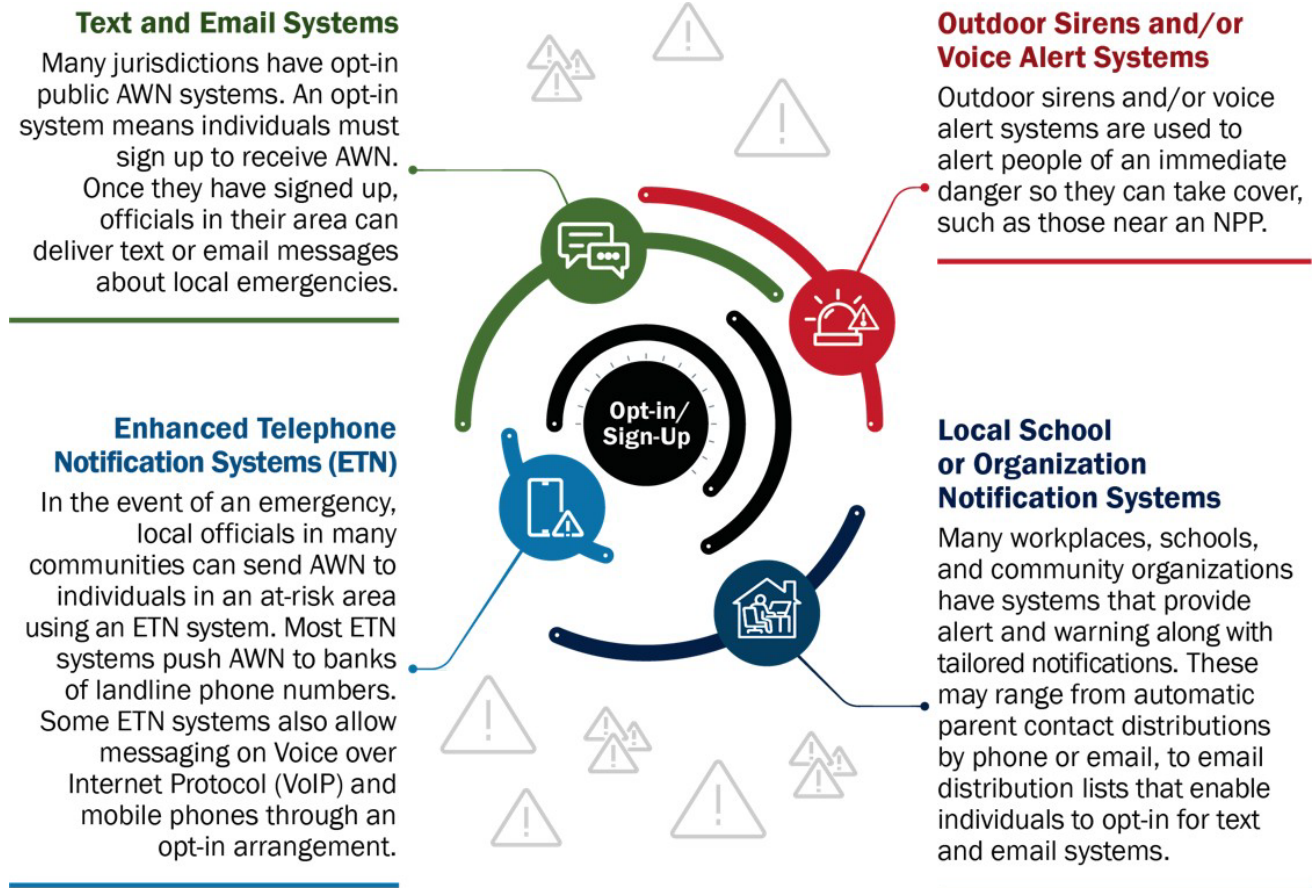 Text and Email Systems
Many jurisdictions have opt-in
public AWN systems. An opt-in
system means individuals must
sign up to receive AWN.
Once they have signed up,
officials in their area can
deliver text or email messages
about local emergencies.
Outdoor Sirens and/or
Voice Alert Systems
Outdoor sirens and/or voice
alert systems are used to
alert people of an immediate
danger so they can take cover,
such as those near an NPP.
Opt-in/
Sign-Up
Enhanced Telephone
Notification Systems (ETN)
In the event of an emergency,
local officials in many
communities can send AWN to
individuals in an at-risk area
using an ETN system. Most ETN
systems push AWN to banks
of landline phone numbers.
Some ETN systems also allow
messaging on Voice over
Internet Protocol (VoIP) and
mobile phones through an
opt-in arrangement.
Local School
or Organization
Notification Systems
Many workplaces, schools,
and community organizations
have systems that provide
alert and warning along with
tailored notifications. These
may range from automatic
parent contact distributions
by phone or email, to email
distribution lists that enable
individuals to opt-in for text
and email systems.